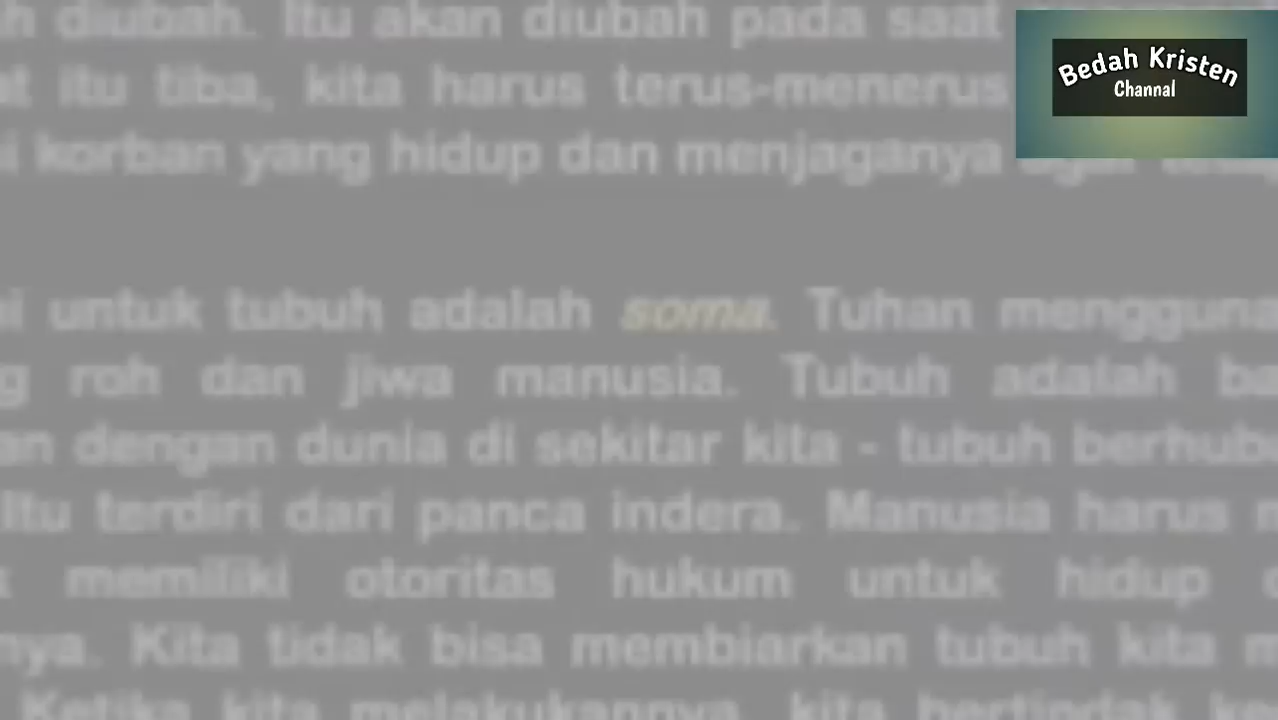 diubah. Itu akan diubah pada saat
itu tiba, kita harus terus-menerus
korban yang hidup dan menjaganya agar
untuk tubuh adalah soma. Tuhan
roh dan jiwa manusia. Tubuh adalah
dengan dunia di sekitar kita - tubuh
Itu terdiri dari panca indera. Manusia harus
memiliki otoritas hukum untuk hidup
Kita tidak bisa membiarkan tubuh kita
Ketika kita melakukannya, kita bertindak
Bedah Kristen
Channal